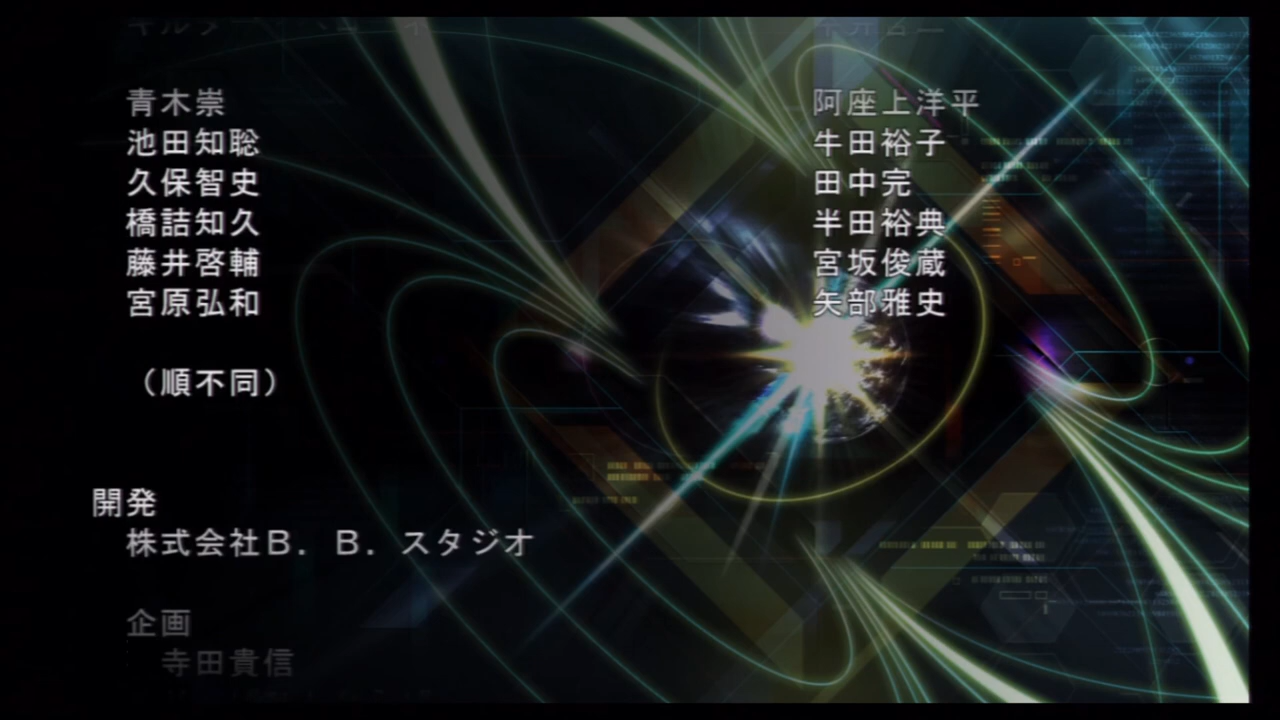 青木崇
池田知聡
久保智史
橋詰知久
藤井啓輔
宮原弘和
阿座上洋平
牛田裕子
田中完
半田裕典
宮坂俊蔵
矢部雅史
（順不同）
開発
株式会社Ｂ．Ｂ．スタジオ
企画
寺田貴信